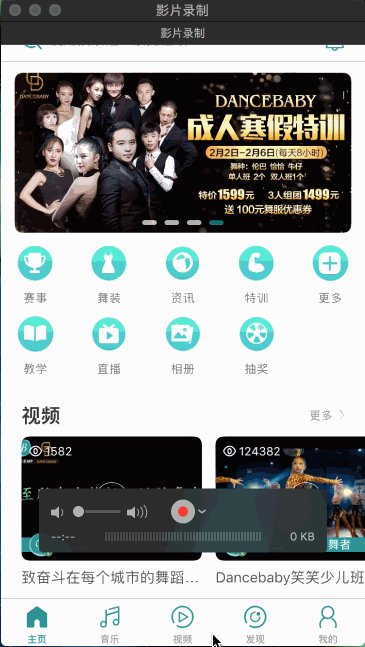 影片录制
影片录制
DANCEBABY
DANCEBABY
成人寒假特训
2月2日-2月6日(每天8小时)
舞种：伦巴 恰恰 牛仔
单人班 2个 双人班1个
特价1599元 3人组团1499元
送 100元舞服优惠券
赛事
舞装
资讯
特训
更多
教学
直播
相册
抽奖
视频
更多
1582
124382
--:--
0 KB
舞者
致奋斗在每个城市的舞蹈...
Dancebaby笑笑少儿班
主页
音乐
视频
发现
我的